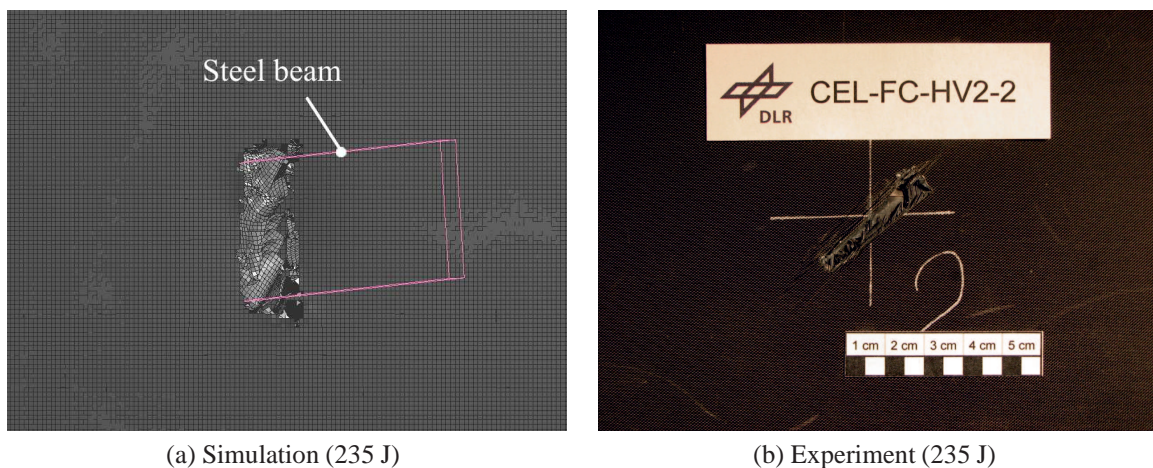 Steel beam
DLR
CEL-FC-HV2-2
2
1 cm 2 cm 3 cm 4 cm 5 cm
(a) Simulation (235 J)
(b) Experiment (235 J)